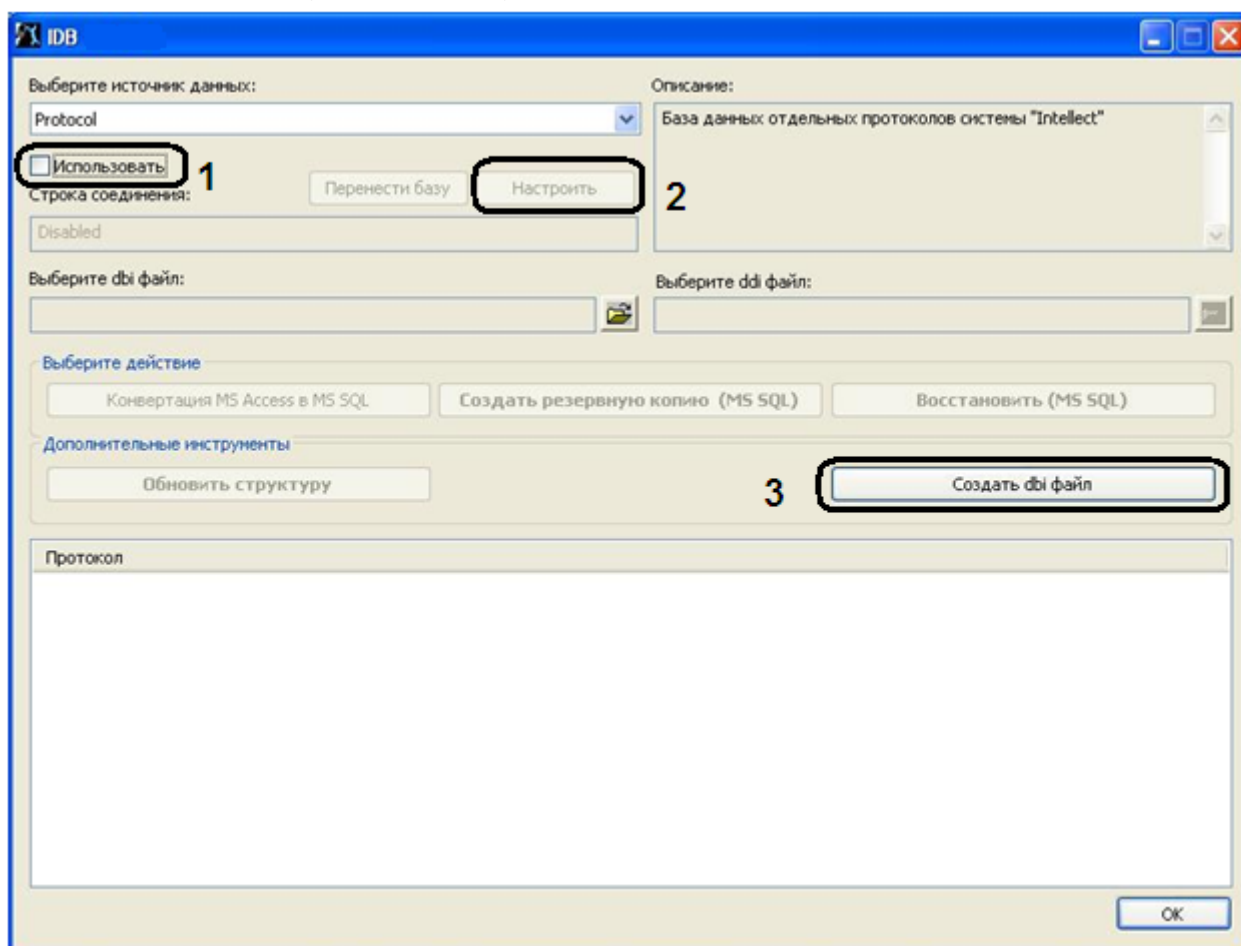 IDB
Выберите источник данных:
Описание:
Protocol
База данных отдельных протоколов системы "Intellect"
Использовать
1
Перенести базу
Настроить
2
Строка соединения:
Disabled
Выберите dbi файл:
Выберите ddi файл:
Выберите действие
Конвертация MS Access в MS SQL
Создать резервную копию (MS SQL)
Восстановить (MS SQL)
Дополнительные инструменты
Обновить структуру
3
Создать dbi файл
Протокол
OK